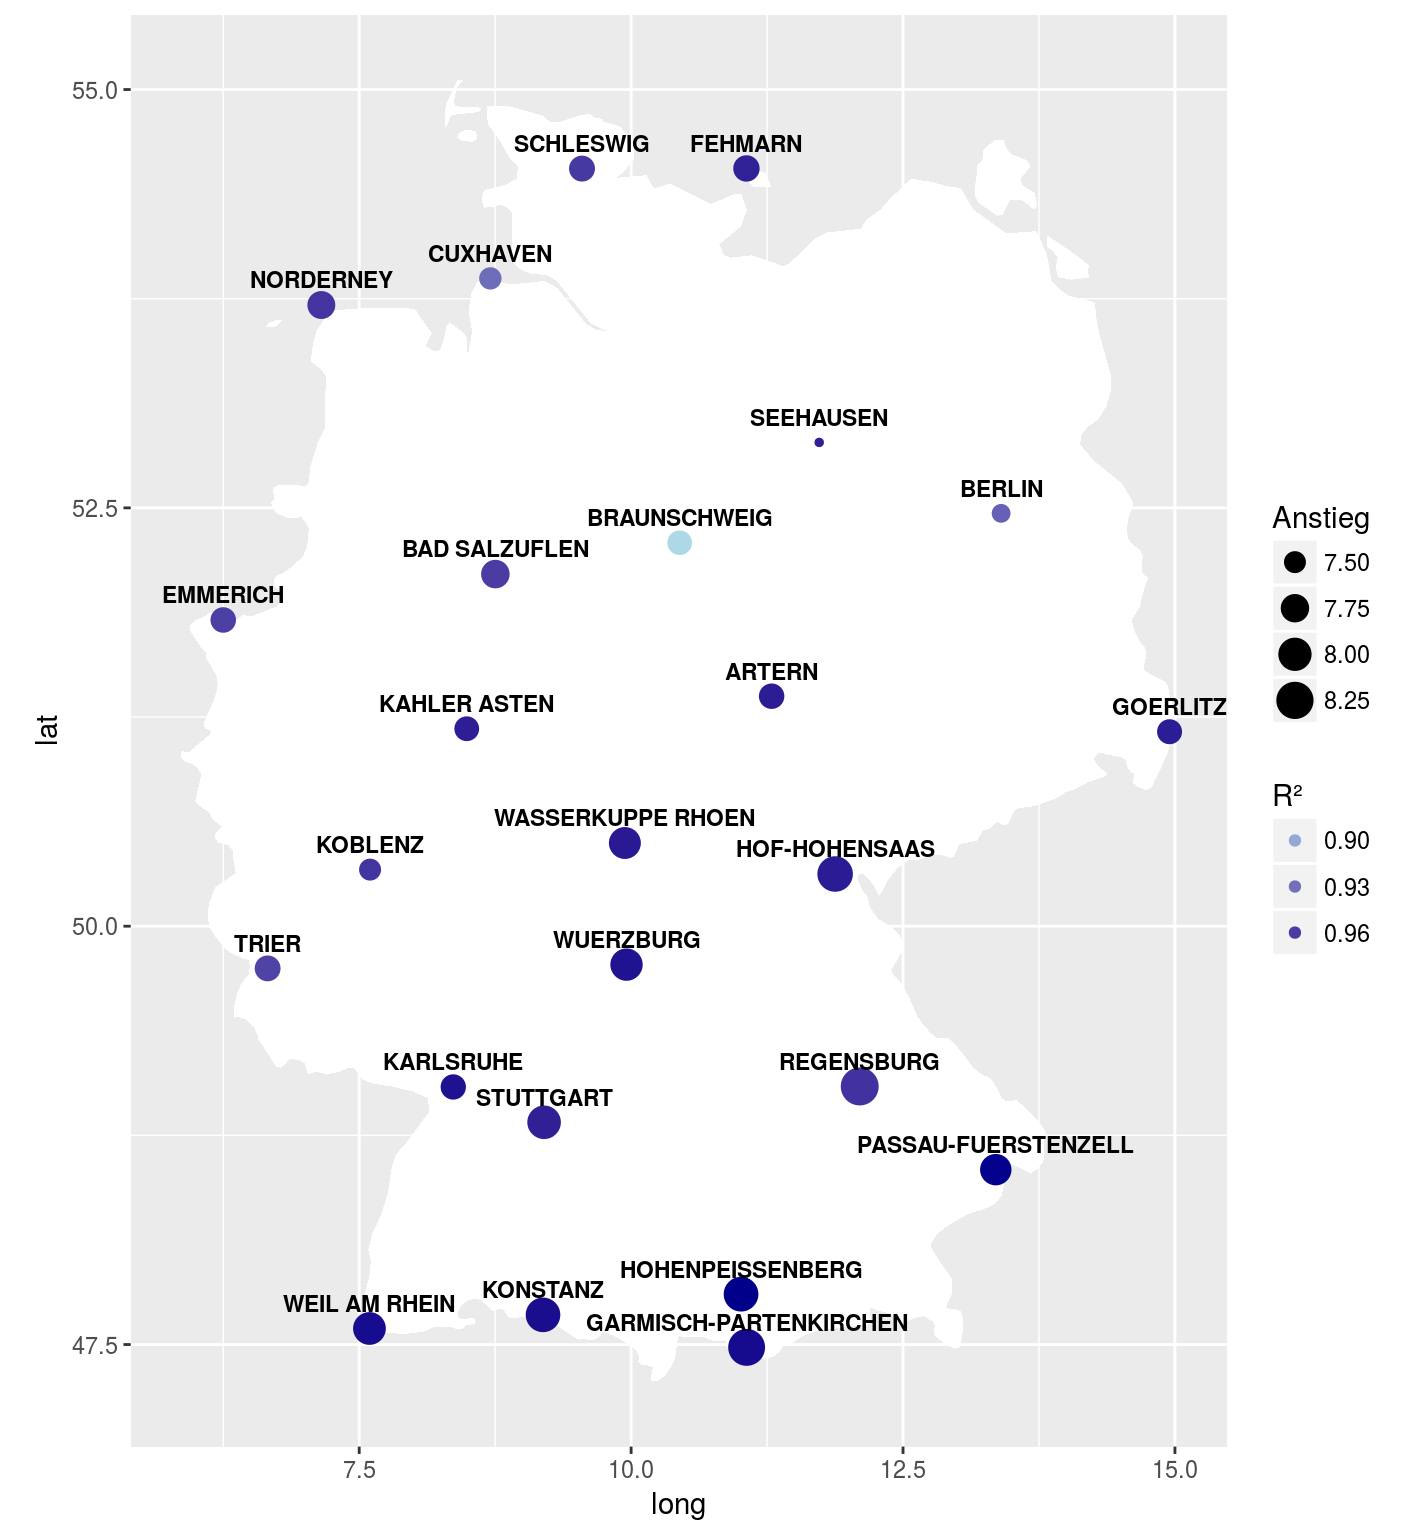 55.0
SCHLESWIG
FEHMARN
CUXHAVEN
NORDERNEY
SEEHAUSEN
BERLIN
52.5
BRAUNSCHWEIG
BAD SALZUFLEN
EMMERICH
ARTERN
KAHLER ASTEN
GOERLITZ
lat
WASSERKUPPE RHOEN
KOBLENZ
HOF-HOHENSAAS
50.0
TRIER
WUERZBURG
KARLSRUHE
REGENSBURG
STUTTGART
PASSAU-FUERSTENZELL
HOHENPEISSENBERG
KONSTANZ
WEIL AM RHEIN
GARMISCH-PARTENKIRCHEN
47.5
7.5
10.0
12.5
15.0
long
Anstieg
7.50
7.75
8.00
8.25
R²
0.90
0.93
0.96